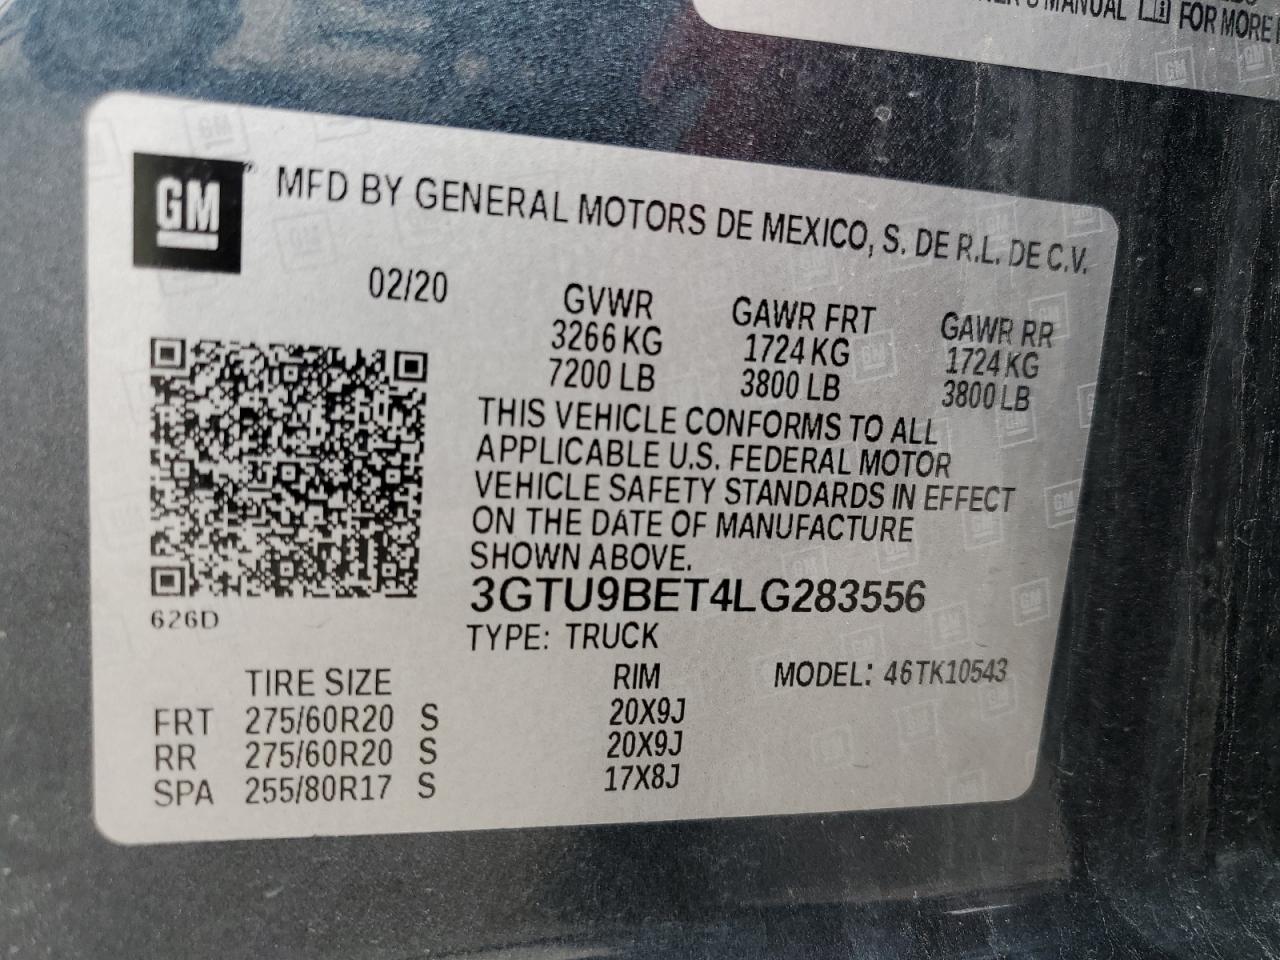 MANUAL FOR MORE
GM
MFD BY GENERAL MOTORS DE MEXICO, S. DE R.L. DE C.V.
02/20
GVWR GAWR FRT GAWR RR
3266 KG 1724 KG 1724 KG
7200 LB 3800 LB 3800 LB
THIS VEHICLE CONFORMS TO ALL
APPLICABLE U.S. FEDERAL MOTOR
VEHICLE SAFETY STANDARDS IN EFFECT
ON THE DATE OF MANUFACTURE
SHOWN ABOVE.
3GTU9BET4LG283556
626D
TYPE: TRUCK
TIRE SIZE RIM MODEL: 46TK10543
FRT 275/60R20 S 20X9J
RR 275/60R20 S 20X9J
SPA 255/80R17 S 17X8J